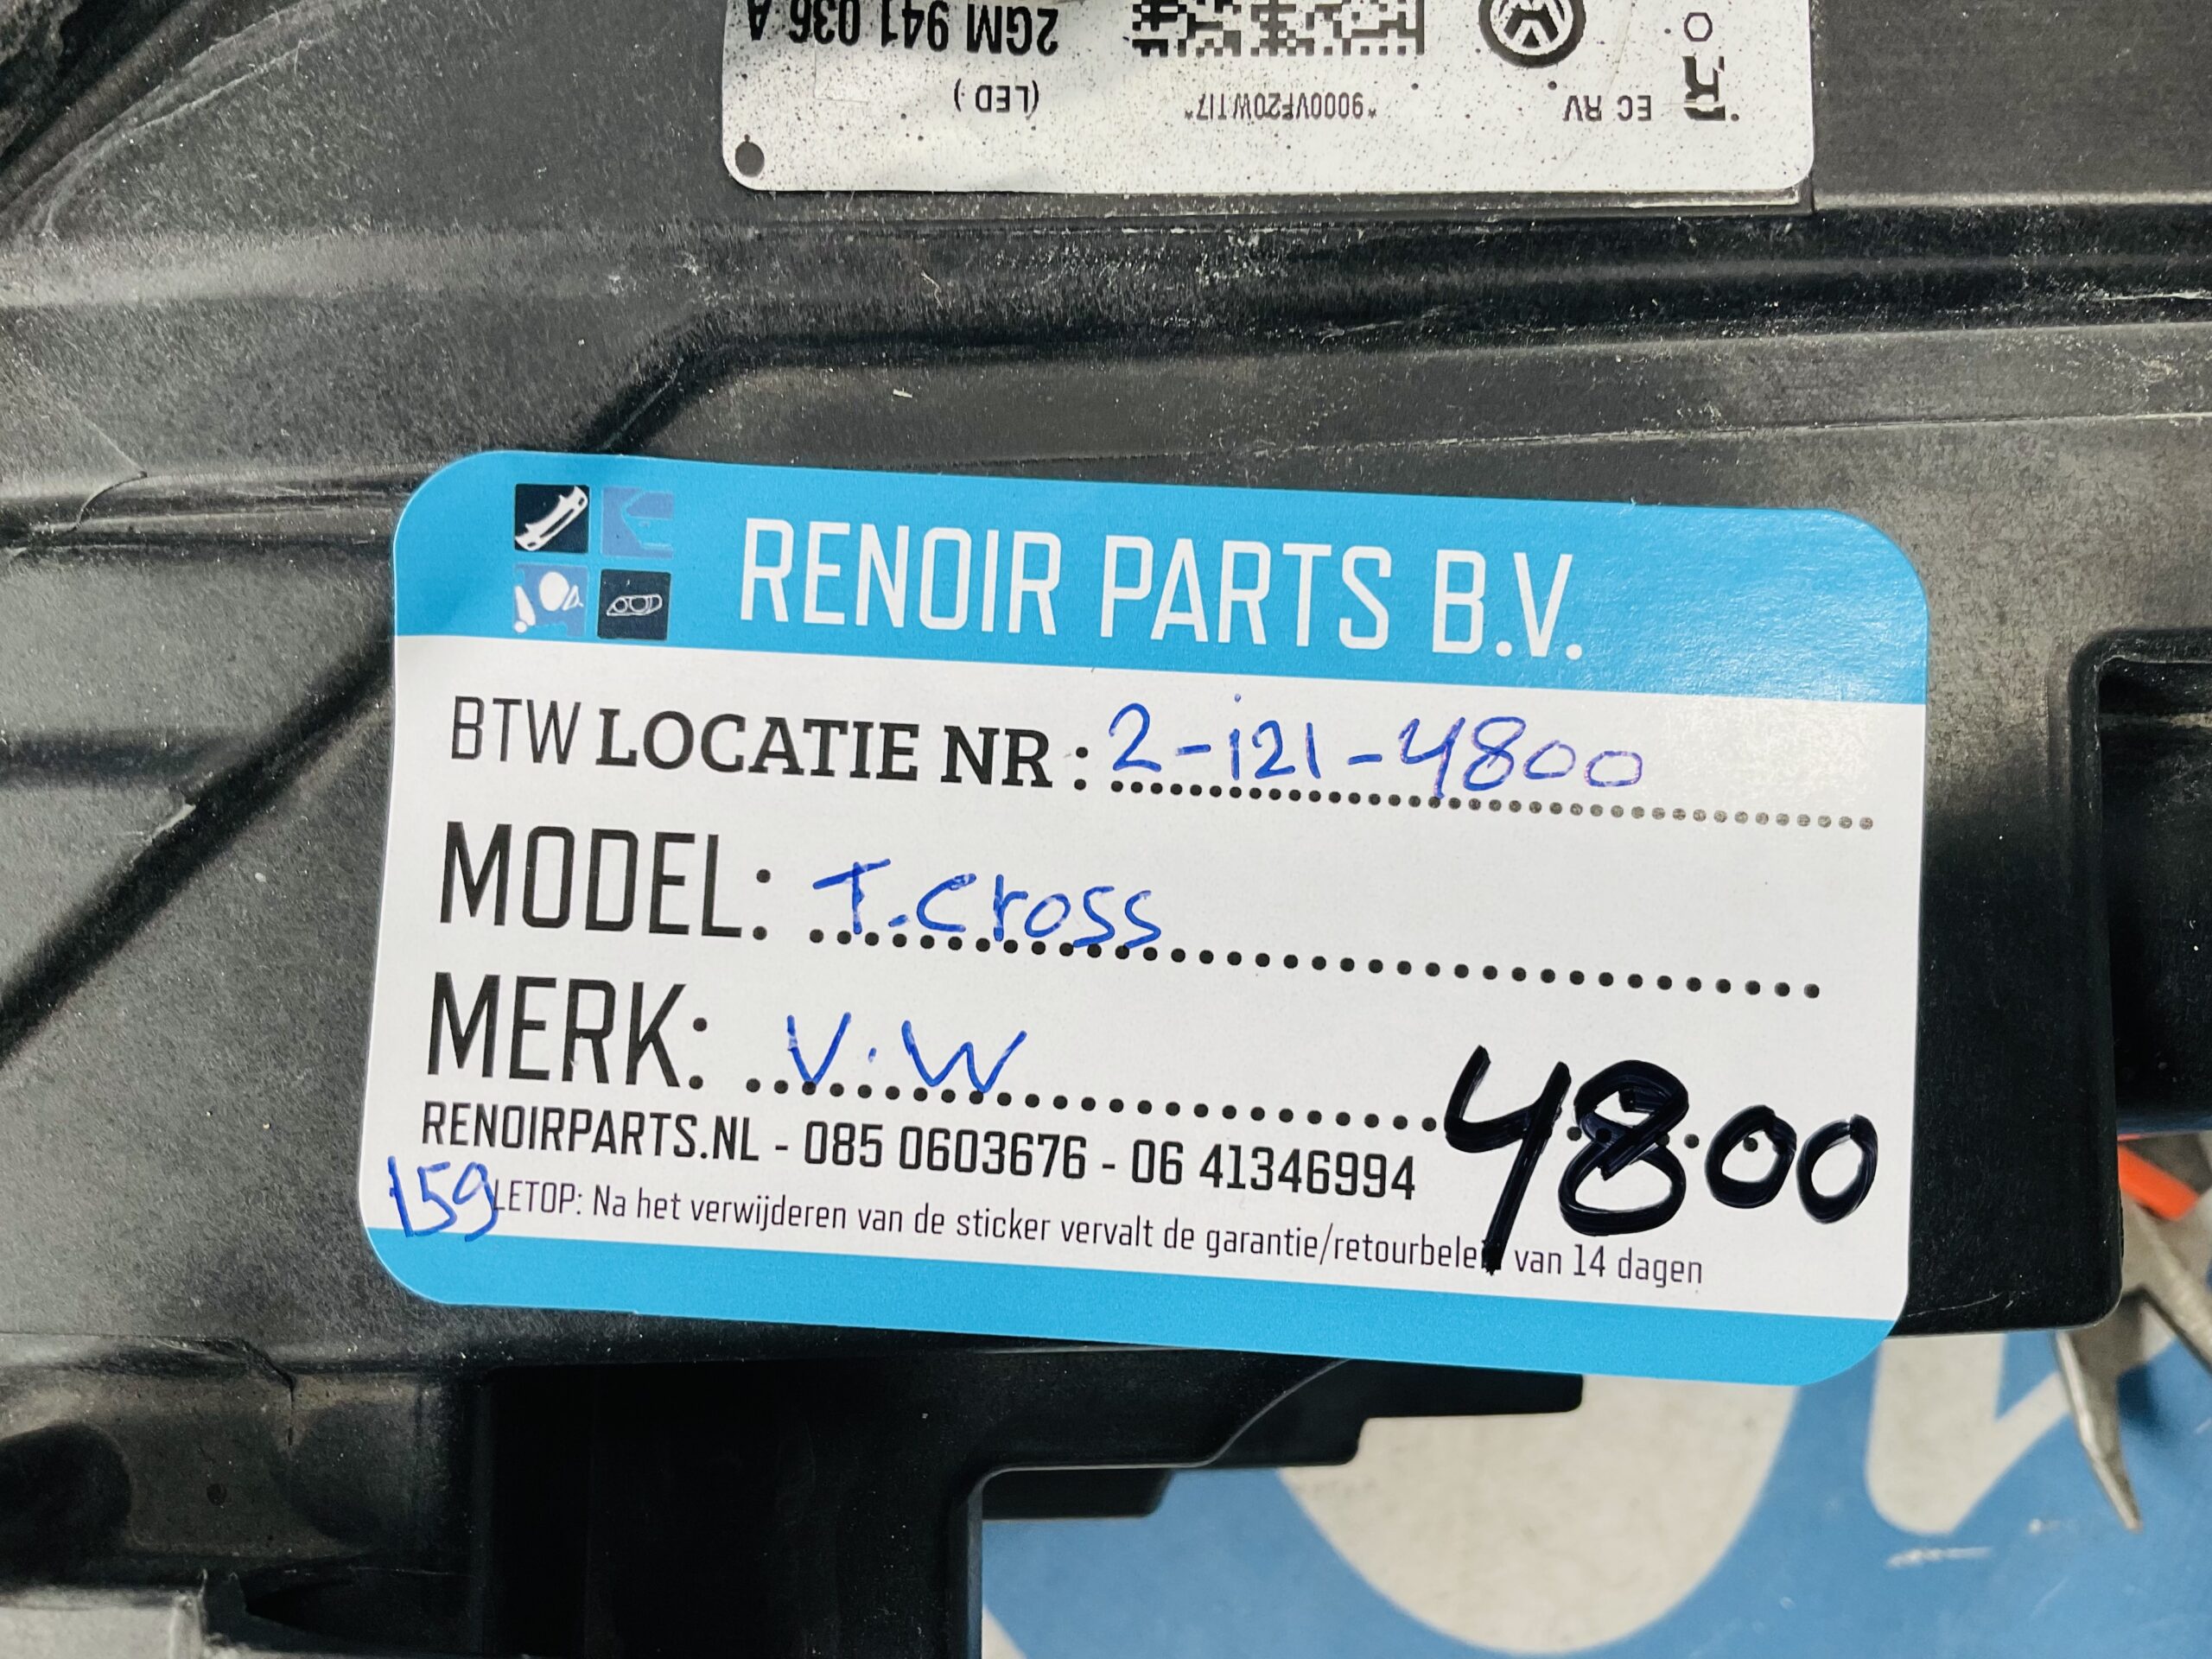 2GM 941 036 A
(LED)
*9000VF20WT17*
EC RV
RENOIR PARTS B.V.
BTW LOCATIE NR : 2-i21-4800
MODEL: T.Cross
MERK: V.W
4800
RENOIRPARTS.NL - 085 0603676 - 06 41346994
159
LETOP: Na het verwijderen van de sticker vervalt de garantie/retourbeleid van 14 dagen